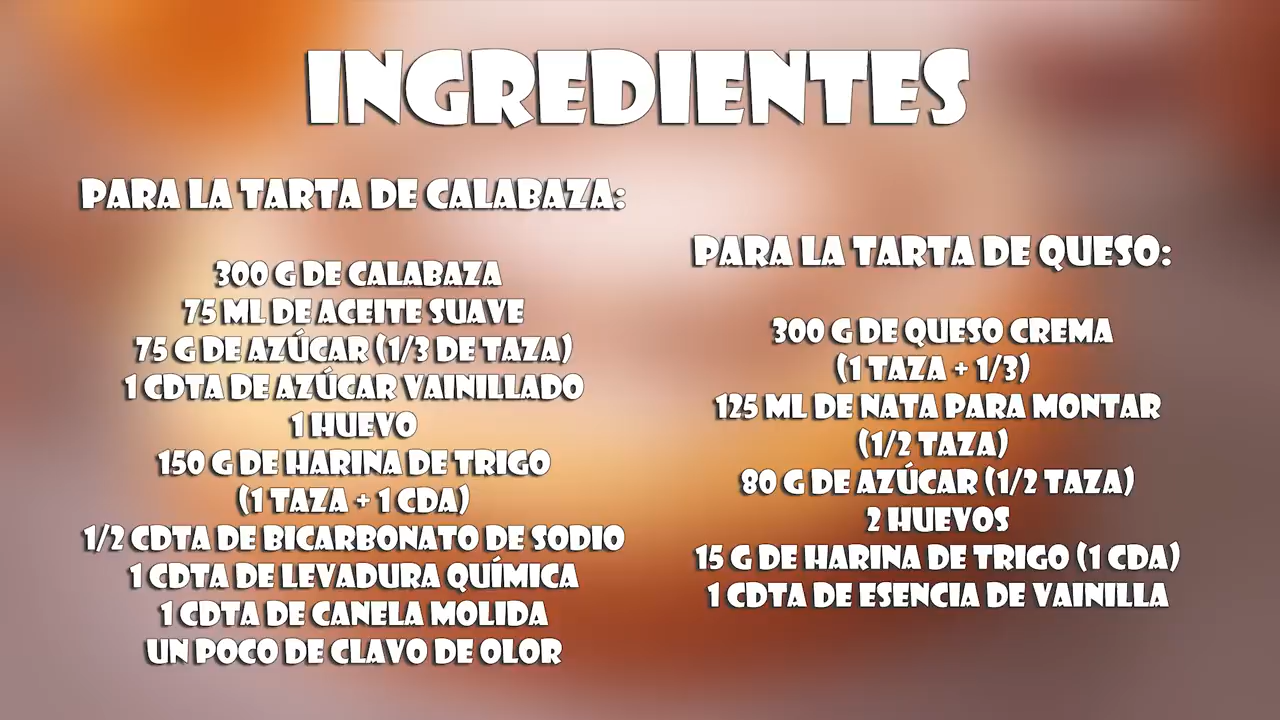 INGREDIENTES
PARA LA TARTA DE CALABAZA:
300 G DE CALABAZA
75 ML DE ACEITE SUAVE
75 G DE AZÚCAR (1/3 DE TAZA)
1 CDTA DE AZÚCAR VAINILLADO
1 HUEVO
150 G DE HARINA DE TRIGO
(1 TAZA + 1 CDA)
1/2 CDTA DE BICARBONATO DE SODIO
1 CDTA DE LEVADURA QUÍMICA
1 CDTA DE CANELA MOLIDA
UN POCO DE CLAVO DE OLOR
PARA LA TARTA DE QUESO:
300 G DE QUESO CREMA
(1 TAZA + 1/3)
125 ML DE NATA PARA MONTAR
(1/2 TAZA)
80 G DE AZÚCAR (1/2 TAZA)
2 HUEVOS
15 G DE HARINA DE TRIGO (1 CDA)
1 CDTA DE ESENCIA DE VAINILLA